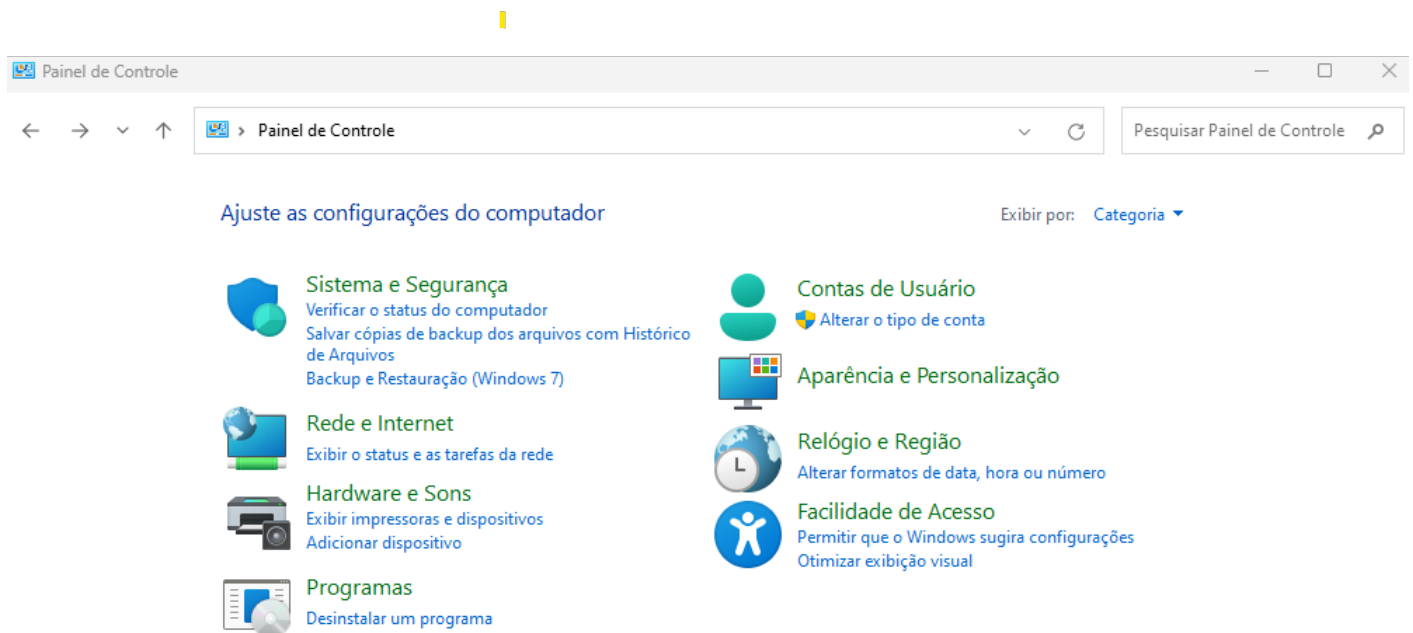 Painel de Controle
Painel de Controle
Pesquisar Painel de Controle
Ajuste as configurações do computador
Exibir por: Categoria
Sistema e Segurança
Verificar o status do computador
Salvar cópias de backup dos arquivos com Histórico
de Arquivos
Backup e Restauração (Windows 7)
Rede e Internet
Exibir o status e as tarefas da rede
Hardware e Sons
Exibir impressoras e dispositivos
Adicionar dispositivo
Programas
Desinstalar um programa
Contas de Usuário
Alterar o tipo de conta
Aparência e Personalização
Relógio e Região
Alterar formatos de data, hora ou número
Facilidade de Acesso
Permitir que o Windows sugira configurações
Otimizar exibição visual